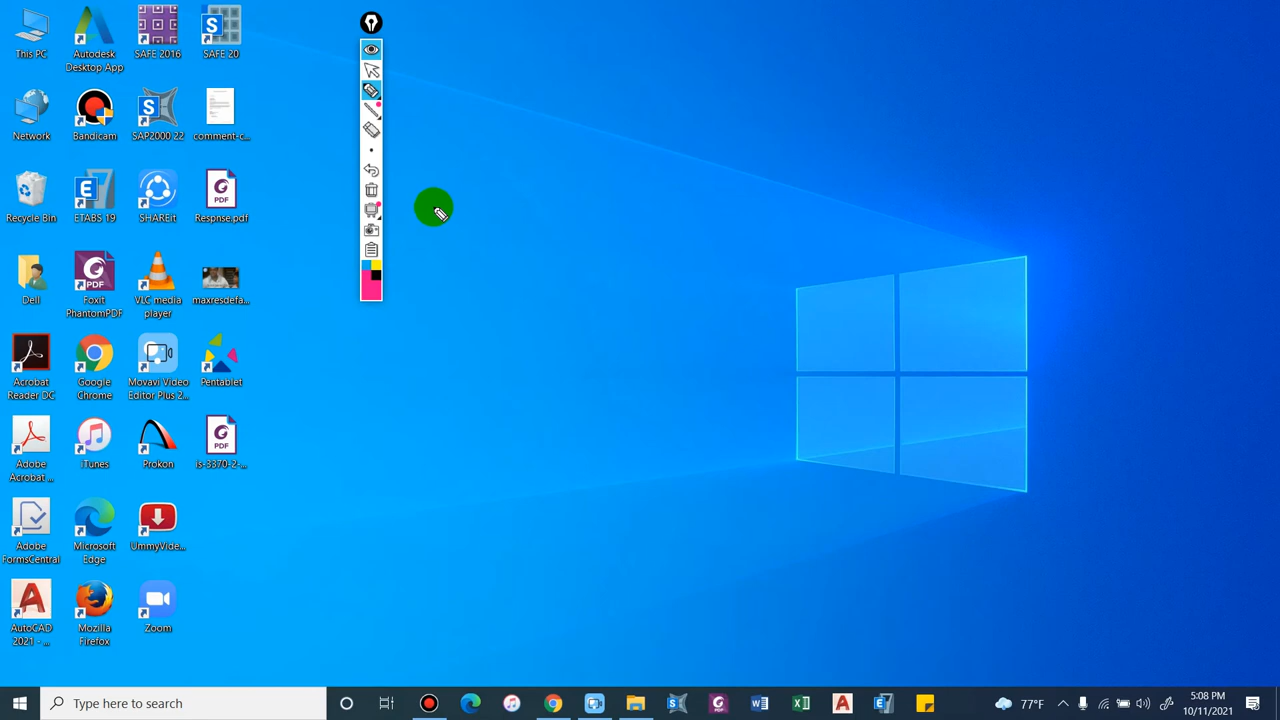 This PC
Autodesk
Desktop App
SAFE 2016
SAFE 20
Network
Bandicam
SAP2000 22
comment-c...
Recycle Bin
ETABS 19
SHAREit
Respnse.pdf
Dell
Foxit
PhantomPDF
VLC media
player
maxresdefa...
Acrobat
Reader DC
Google
Chrome
Movavi Video
Editor Plus 2...
Pentablet
Adobe
Acrobat ...
iTunes
Prokon
is-3370-2-...
Adobe
FormsCentral
Microsoft
Edge
UmmyVide...
AutoCAD
2021 - ...
Mozilla
Firefox
Zoom
Type here to search
77°F
5:08 PM
10/11/2021